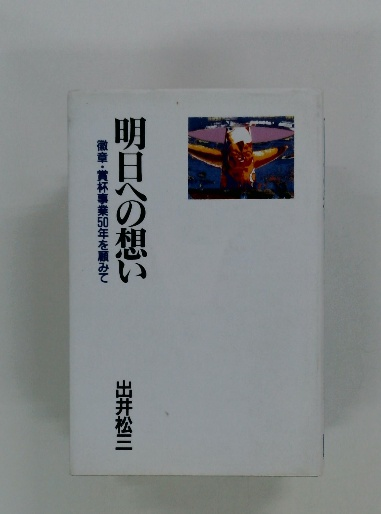 明日への想い
徽章・賞杯事業50年を顧みて
出井松三